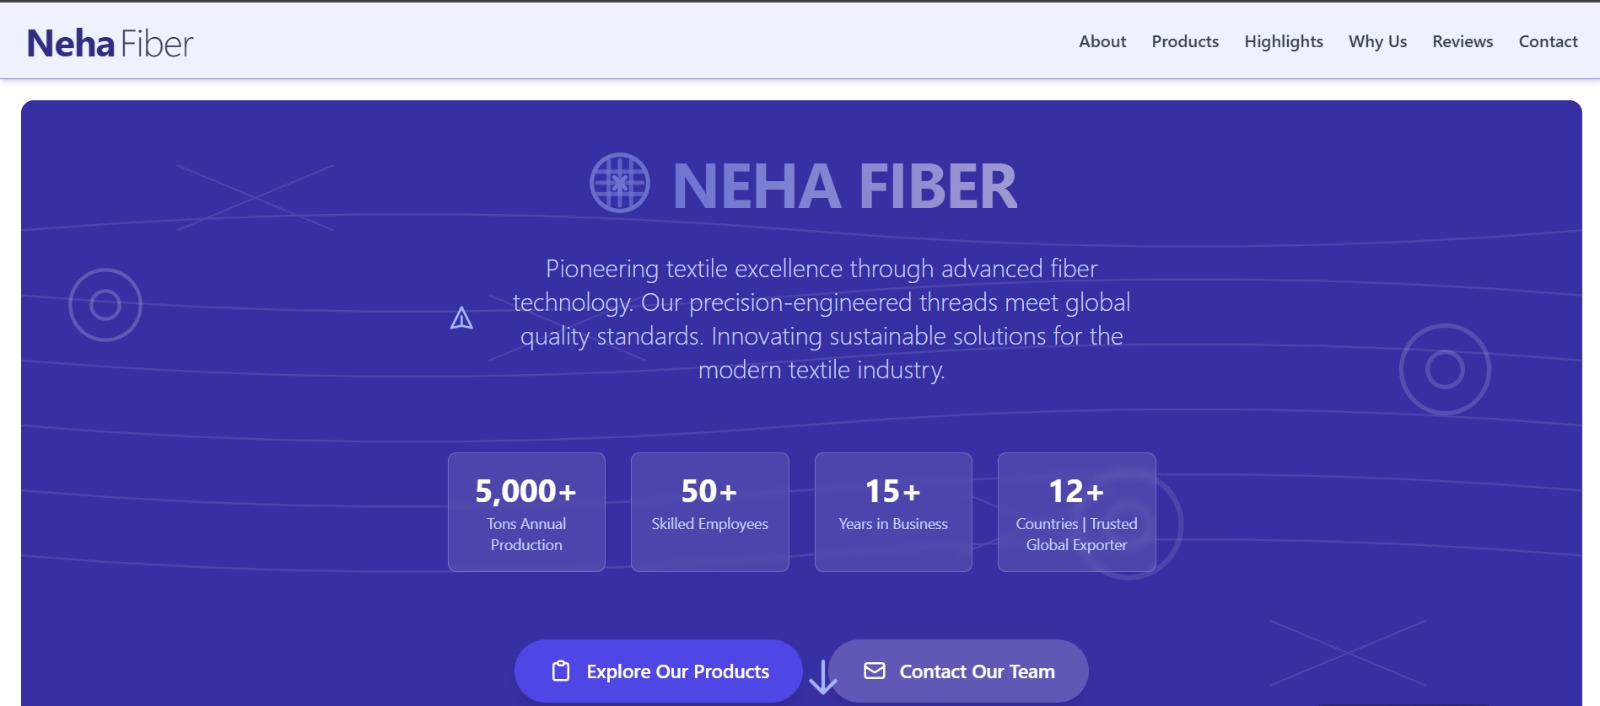 Neha Fiber
About Products Highlights Why Us Reviews Contact
NEHA FIBER
Pioneering textile excellence through advanced fiber
technology. Our precision-engineered threads meet global
quality standards. Innovating sustainable solutions for the
modern textile industry.
5,000+ 50+ 15+ 12+
Tons Annual Skilled Employees Years in Business Countries | Trusted
Production Global Exporter
Explore Our Products Contact Our Team